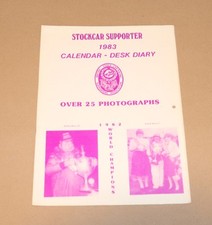 STOCKCAR SUPPORTER
1983
CALENDAR - DESK DIARY
OVER 25 PHOTOGRAPHS
1982
WORLD CHAMPIONS